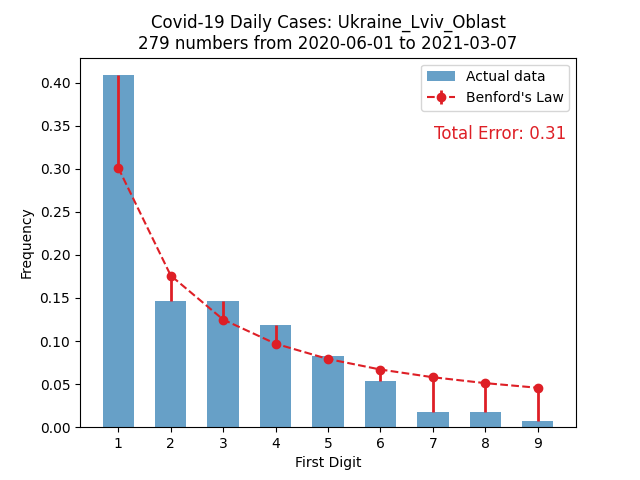 Covid-19 Daily Cases: Ukraine_Lviv_Oblast
279 numbers from 2020-06-01 to 2021-03-07
Actual data
Benford's Law
Total Error: 0.31
Frequency
0.40
0.35
0.30
0.25
0.20
0.15
0.10
0.05
0.00
1 2 3 4 5 6 7 8 9
First Digit